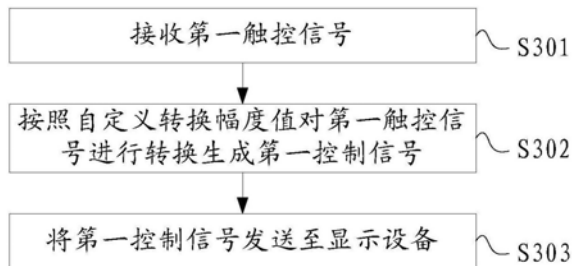 接收第一触控信号
S301
按照自定义转换幅度值对第一触控信
号进行转换生成第一控制信号
S302
将第一控制信号发送至显示设备
S303